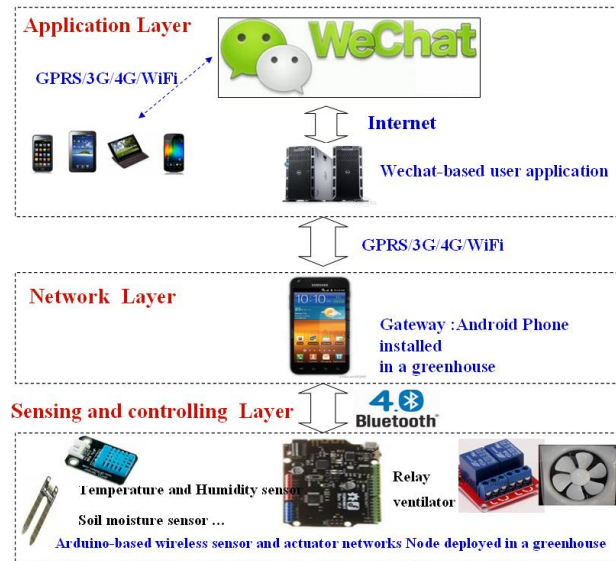 Application Layer
WeChat
GPRS/3G/4G/WiFi
Internet
Wechat-based user application
GPRS/3G/4G/WiFi
Network Layer
Gateway :Android Phone
installed
in a greenhouse
Sensing and controlling Layer
4.0
Bluetooth
Temperature and Humidity sensor
Relay
ventilator
Soil moisture sensor ...
Arduino-based wireless sensor and actuator networks Node deployed in a greenhouse